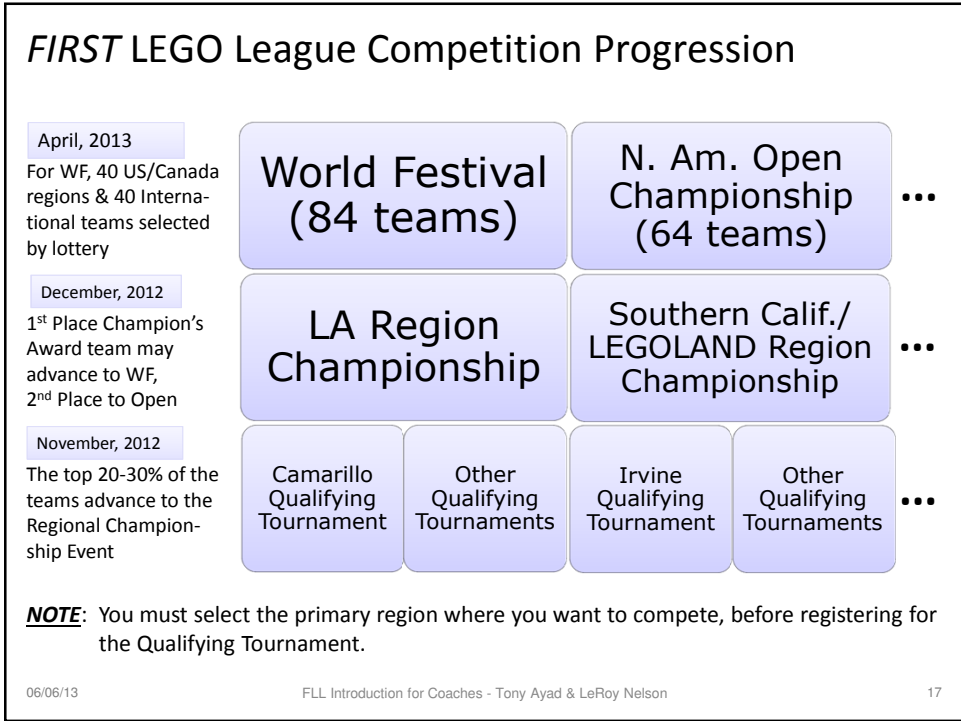 FIRST LEGO League Competition Progression
April, 2013
For WF, 40 US/Canada
regions & 40 Interna-
tional teams selected
by lottery
World Festival
(84 teams)
N. Am. Open
Championship
(64 teams)
...
December, 2012
1st Place Champion’s
Award team may
advance to WF,
2nd Place to Open
LA Region
Championship
Southern Calif./
LEGOLAND Region
Championship
...
November, 2012
The top 20-30% of the
teams advance to the
Regional Champion-
ship Event
Camarillo
Qualifying
Tournament
Other
Qualifying
Tournaments
Irvine
Qualifying
Tournament
Other
Qualifying
Tournaments
...
NOTE: You must select the primary region where you want to compete, before registering for
the Qualifying Tournament.
06/06/13
FLL Introduction for Coaches - Tony Ayad & LeRoy Nelson
17